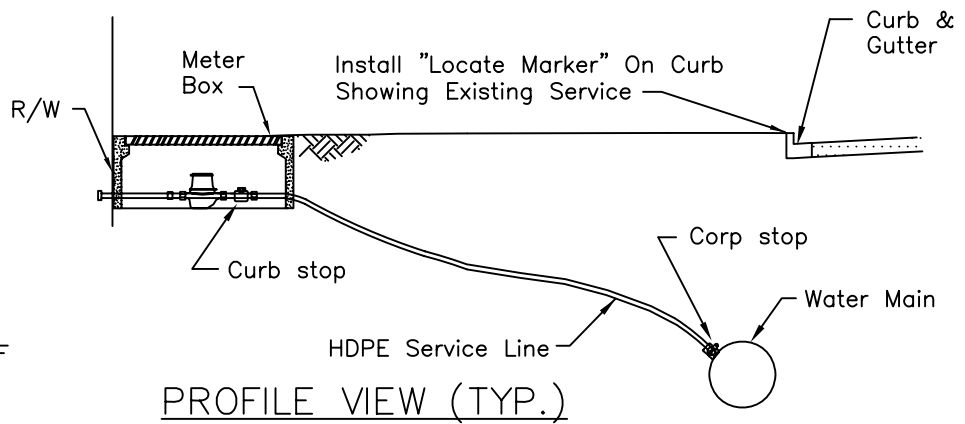 Curb &
Gutter
Meter
Box
Install "Locate Marker" On Curb
Showing Existing Service
R/W
Curb stop
Corp stop
Water Main
HDPE Service Line
PROFILE VIEW (TYP.)